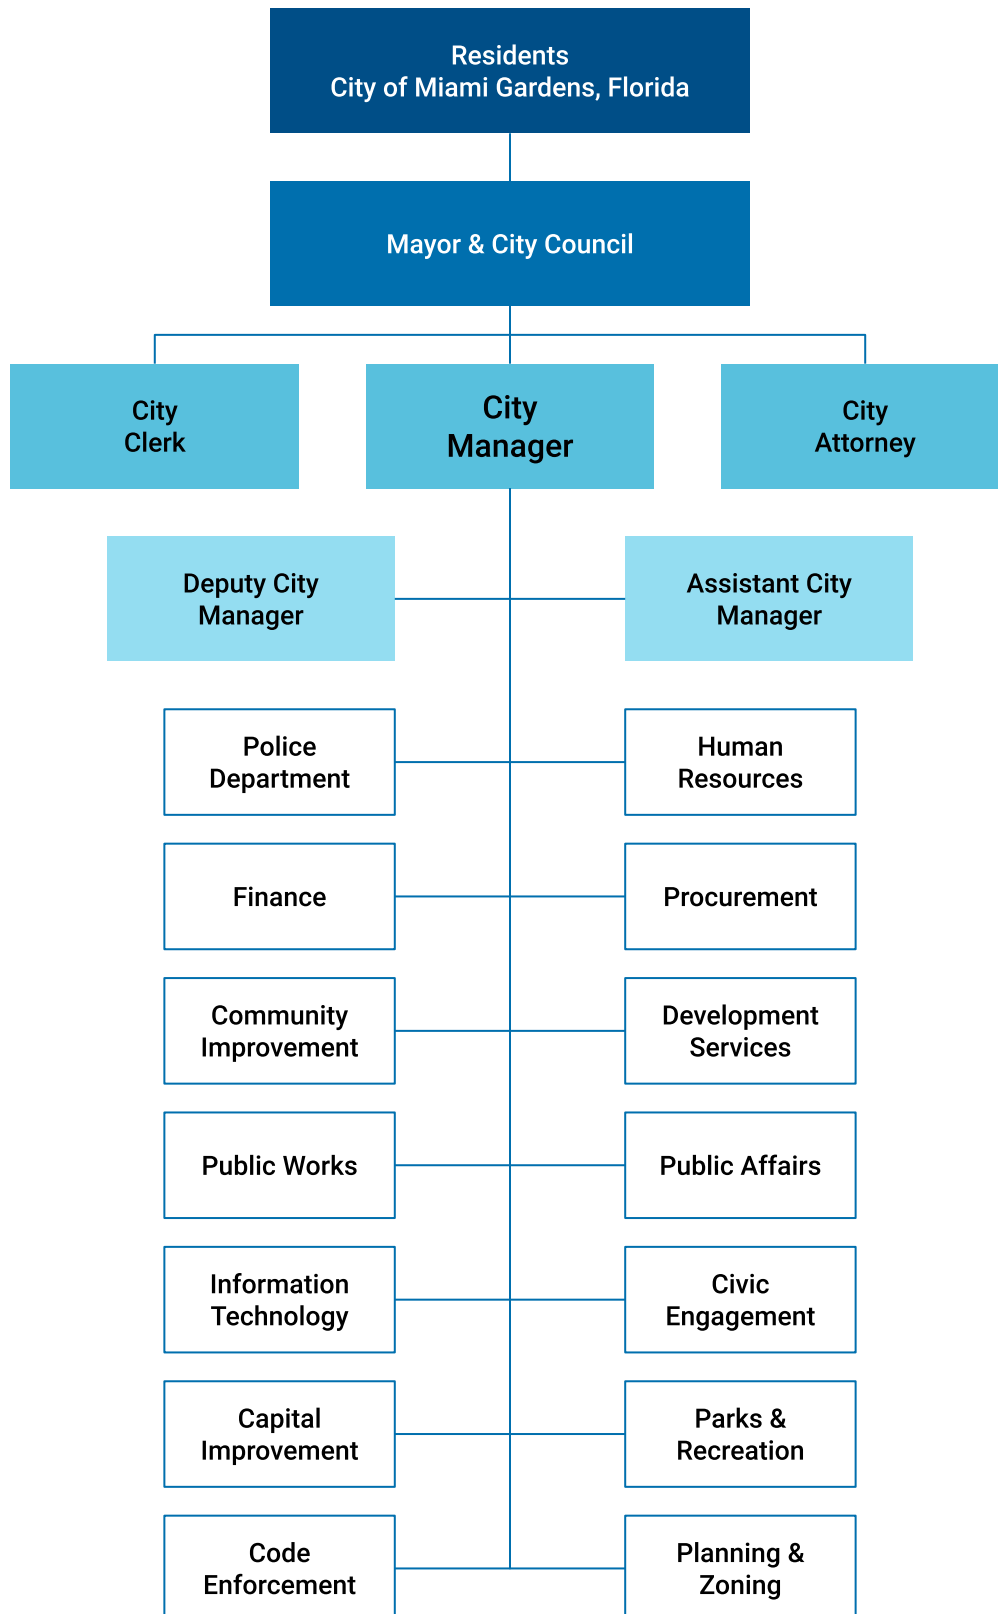 Residents
City of Miami Gardens, Florida
Mayor & City Council
City
Clerk
City
Manager
City
Attorney
Deputy City
Manager
Assistant City
Manager
Police
Department
Human
Resources
Finance
Procurement
Community
Improvement
Development
Services
Public Works
Public Affairs
Information
Technology
Civic
Engagement
Capital
Improvement
Parks &
Recreation
Code
Enforcement
Planning &
Zoning